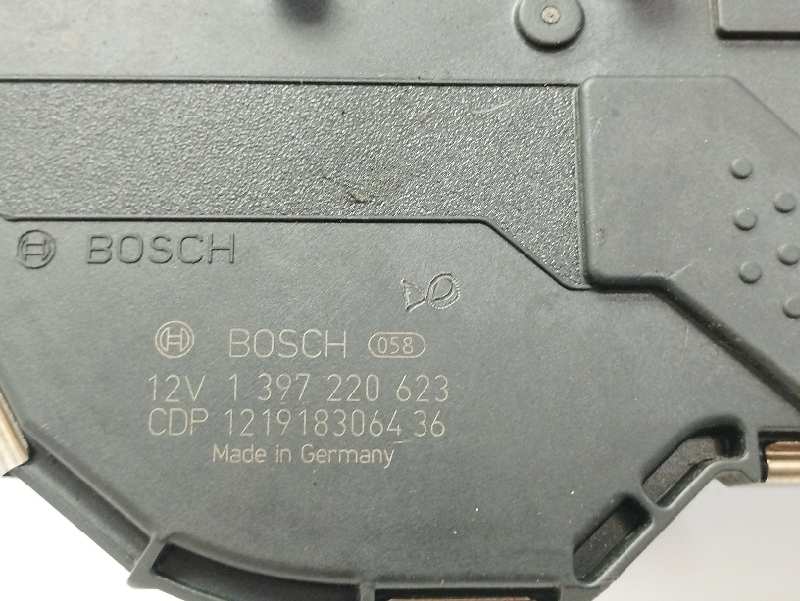 BOSCH
BOSCH 058
12V 1 397 220 623
CDP 1219183064 36
Made in Germany